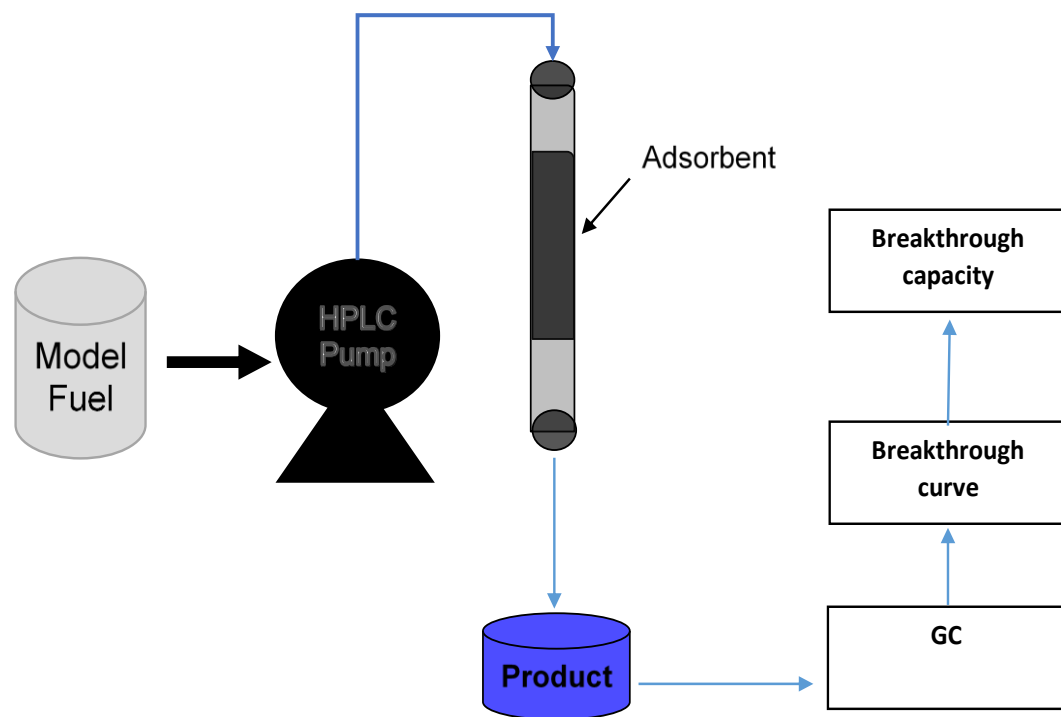 Adsorbent
Model
Fuel
HPLC
Pump
Breakthrough
capacity
Breakthrough
curve
GC
Product